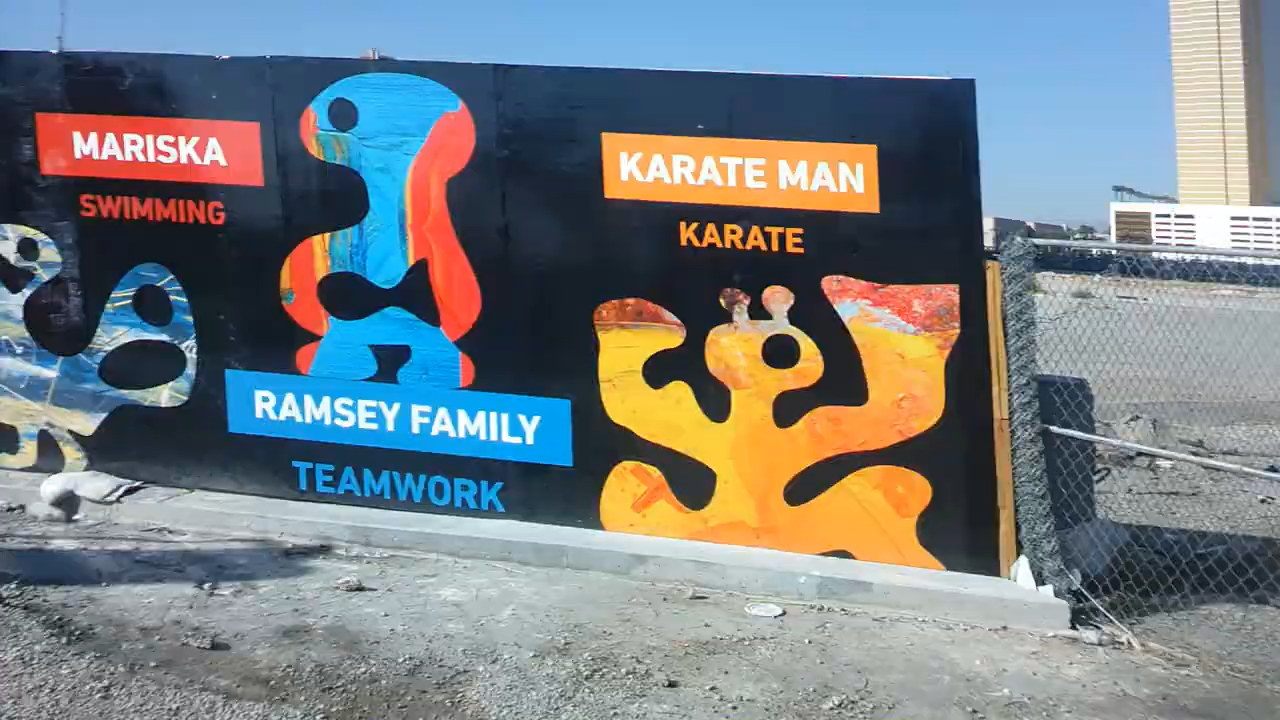 MARISKA
SWIMMING
RAMSEY FAMILY
TEAMWORK
KARATE MAN
KARATE